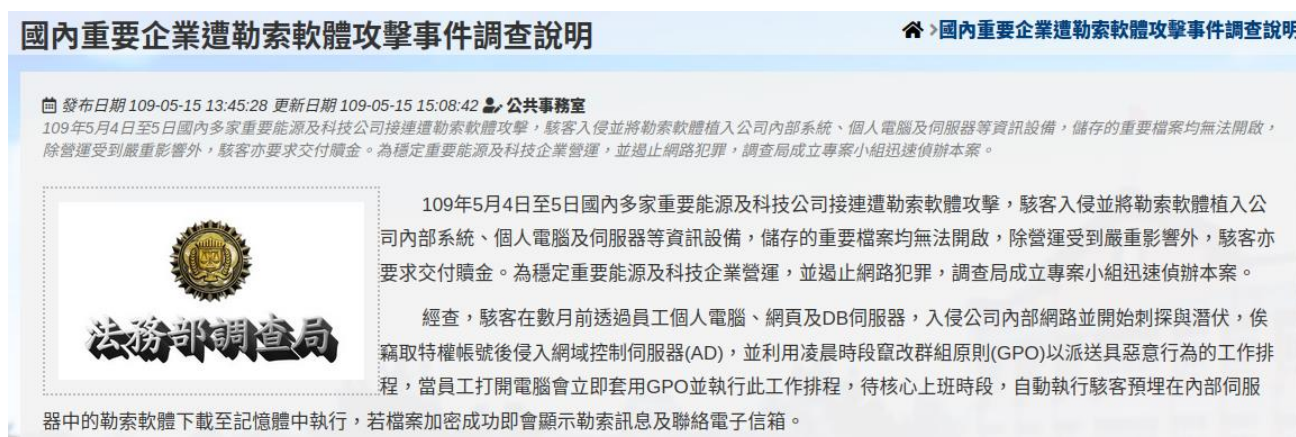 國內重要企業遭勒索軟體攻擊事件調查說明
>國內重要企業遭勒索軟體攻擊事件調查說明
發布日期 109-05-15 13:45:28 更新日期 109-05-15 15:08:42 公共事務室
109年5月4日至5日國內多家重要能源及科技公司接連遭勒索軟體攻擊，駭客入侵並將勒索軟體植入公司內部系統、個人電腦及伺服器等資訊設備，儲存的重要檔案均無法開啟，
除營運受到嚴重影響外，駭客亦要求交付贖金。為穩定重要能源及科技企業營運，並遏止網路犯罪，調查局成立專案小組迅速偵辦本案。
法務部調查局
109年5月4日至5日國內多家重要能源及科技公司接連遭勒索軟體攻擊，駭客入侵並將勒索軟體植入公
司內部系統、個人電腦及伺服器等資訊設備，儲存的重要檔案均無法開啟，除營運受到嚴重影響外，駭客亦
要求交付贖金。為穩定重要能源及科技企業營運，並遏止網路犯罪，調查局成立專案小組迅速偵辦本案。
經查，駭客在數月前透過員工個人電腦、網頁及DB伺服器，入侵公司內部網路並開始刺探與潛伏，俟
竊取特權帳號後侵入網域控制伺服器(AD)，並利用凌晨時段竄改群組原則(GPO)以派送具惡意行為的工作排
程，當員工打開電腦會立即套用GPO並執行此工作排程，待核心上班時段，自動執行駭客預埋在內部伺服
器中的勒索軟體下載至記憶體中執行，若檔案加密成功即會顯示勒索訊息及聯絡電子信箱。